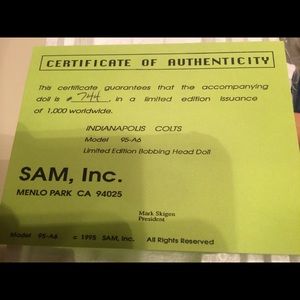 CERTIFICATE OF AUTHENTICITY
This certificate guarantees that the accompanying
doll is # 744, in a limited edition issuance
of 1,000 worldwide.
INDIANAPOLIS COLTS
Model 95-A6
Limited Edition Bobbing Head Doll
SAM, Inc.
MENLO PARK CA 94025
Mark Skigen
President
Model 95-A6 © 1995 SAM, Inc. All Rights Reserved